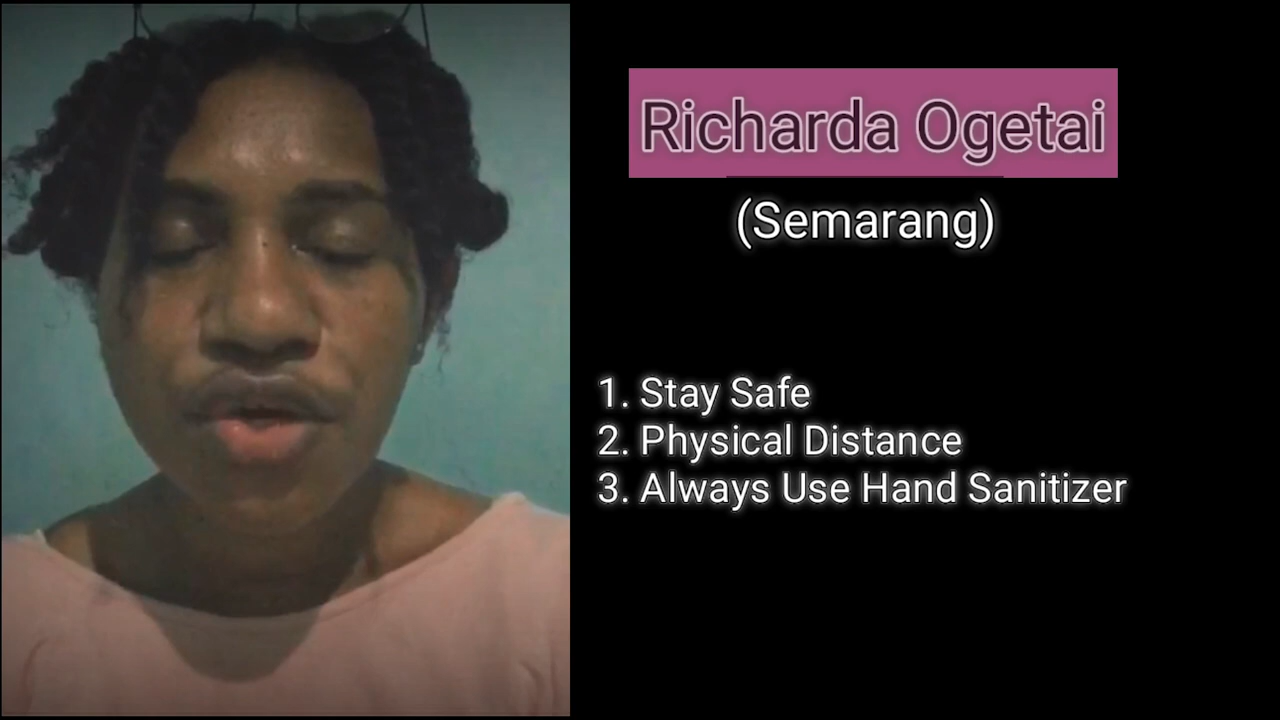 Richarda Ogetai
(Semarang)
1. Stay Safe
2. Physical Distance
3. Always Use Hand Sanitizer